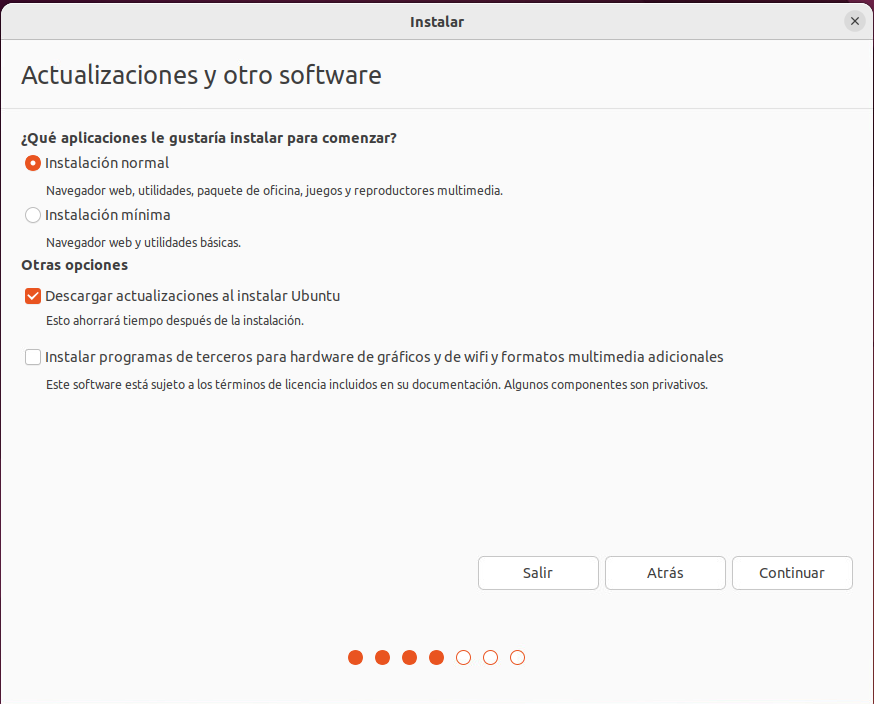 Instalar
Actualizaciones y otro software
¿Qué aplicaciones le gustaría instalar para comenzar?
Instalación normal
Navegador web, utilidades, paquete de oficina, juegos y reproductores multimedia.
Instalación mínima
Navegador web y utilidades básicas.
Otras opciones
Descargar actualizaciones al instalar Ubuntu
Esto ahorrará tiempo después de la instalación.
Instalar programas de terceros para hardware de gráficos y de wifi y formatos multimedia adicionales
Este software está sujeto a los términos de licencia incluidos en su documentación. Algunos componentes son privativos.
Salir
Atrás
Continuar